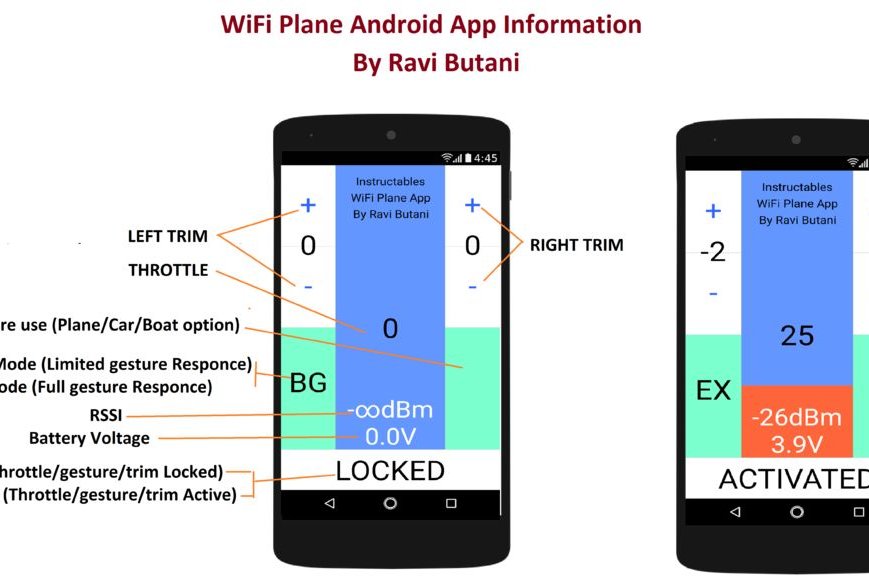 WiFi Plane Android App Information
By Ravi Butani
4:45
Instructables
WiFi Plane App
By Ravi Butani
+
0
-
+
0
-
LEFT TRIM
THROTTLE
RIGHT TRIM
re use (Plane/Car/Boat option)
Mode (Limited gesture Responce)
ode (Full gesture Responce)
RSSI
Battery Voltage
hrottle/gesture/trim Locked)
(Throttle/gesture/trim Active)
0
BG
-∞dBm
0.0V
LOCKED
Instructables
WiFi Plane App
By Ravi Butani
+
-2
-
25
EX
-26dBm
3.9V
ACTIVATED